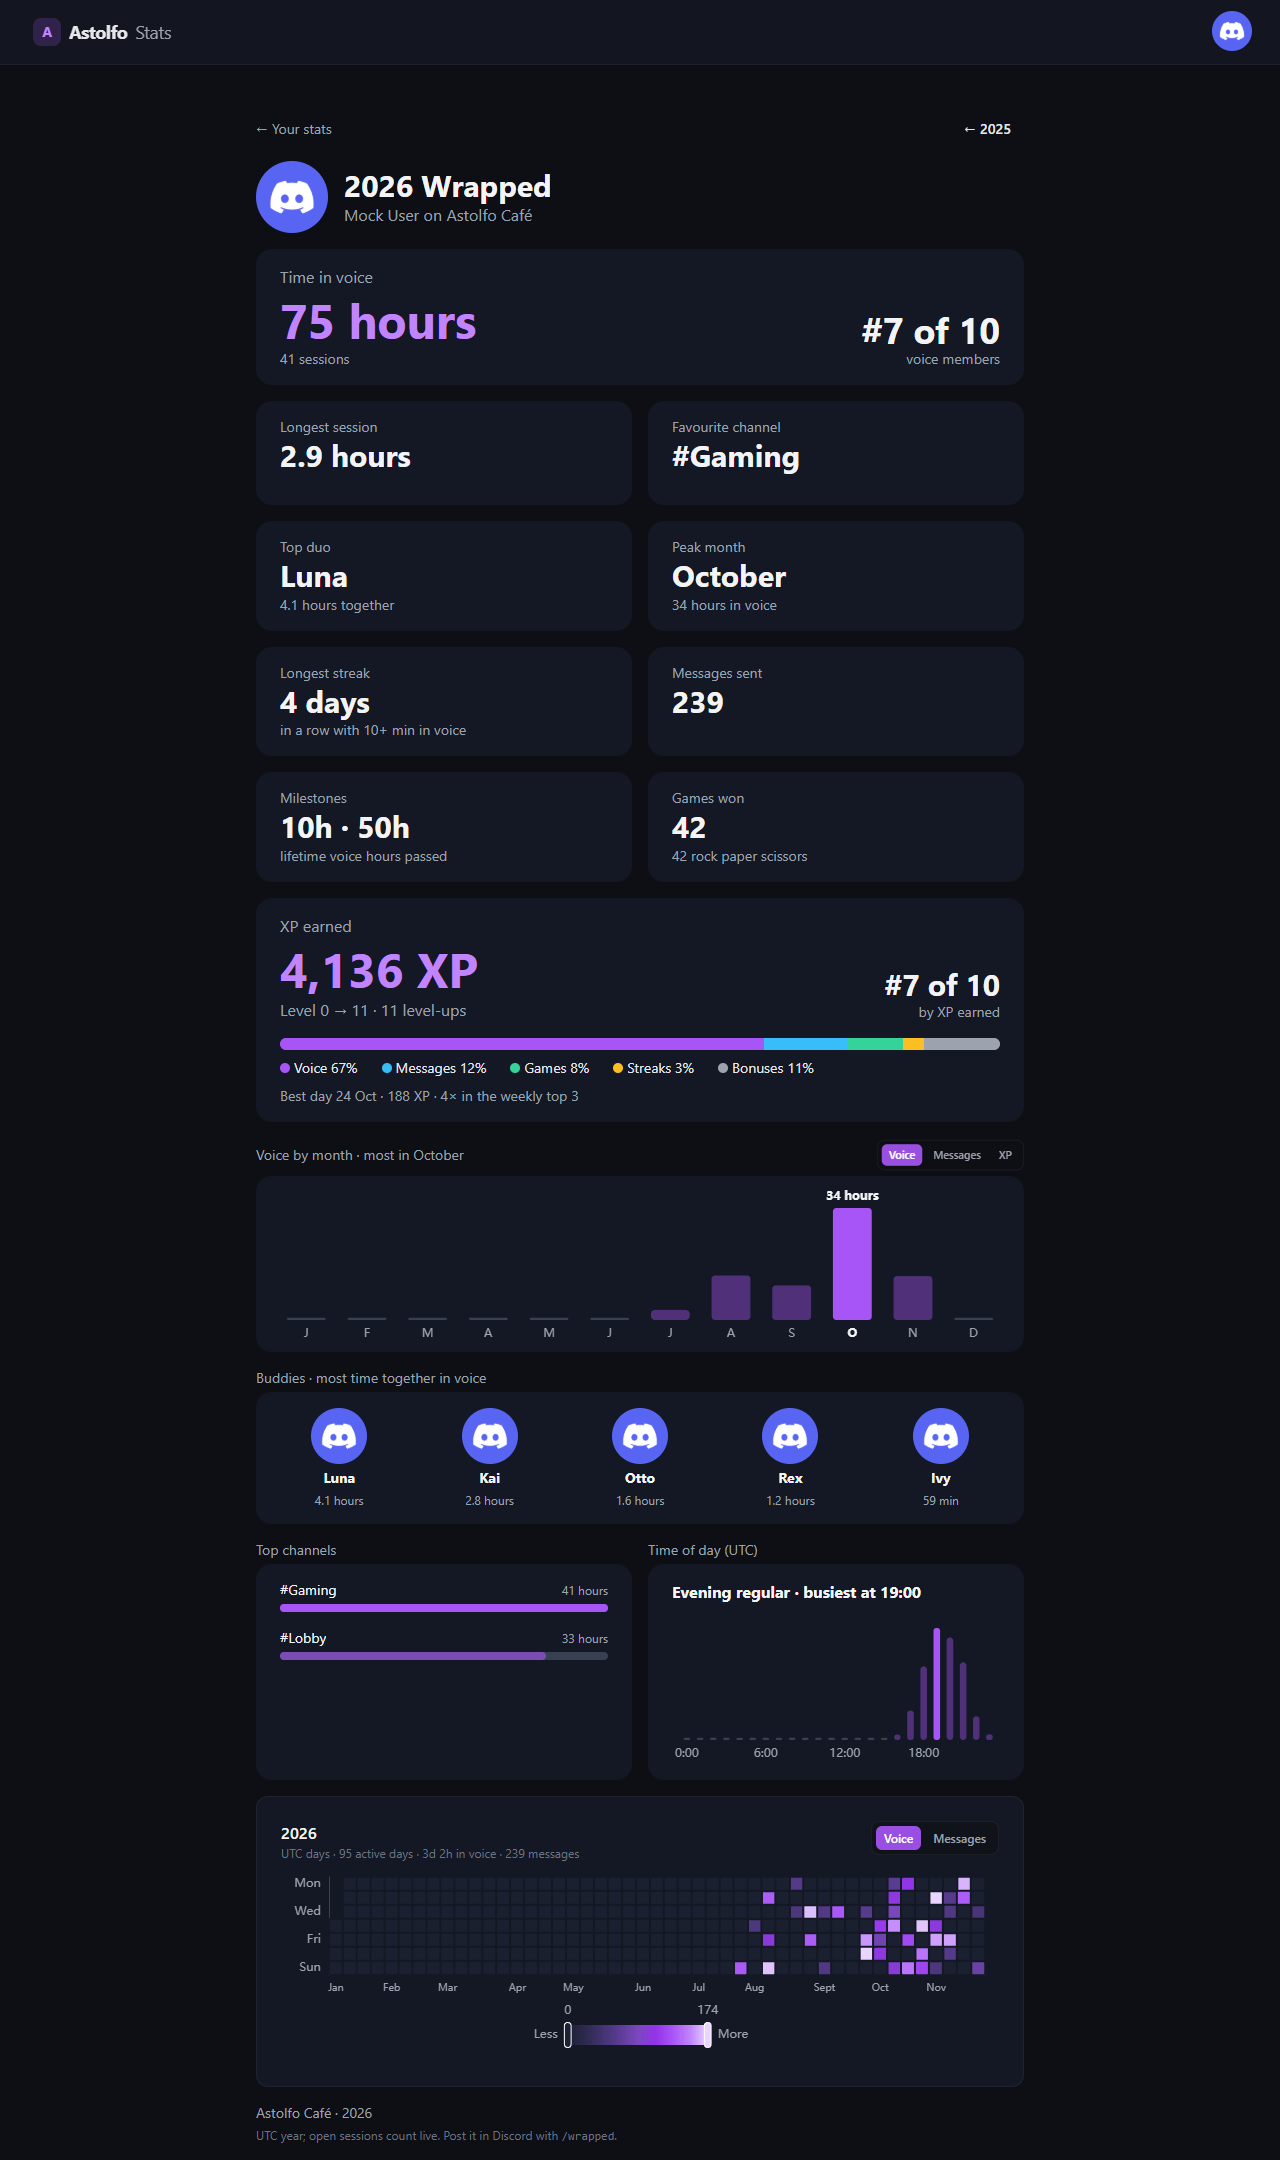 A Astolfo Stats
← Your stats
← 2025
2026 Wrapped
Mock User on Astolfo Café
Time in voice
75 hours
#7 of 10
41 sessions
voice members
Longest session
2.9 hours
Favourite channel
#Gaming
Top duo
Luna
4.1 hours together
Peak month
October
34 hours in voice
Longest streak
4 days
in a row with 10+ min in voice
Messages sent
239
Milestones
10h · 50h
lifetime voice hours passed
Games won
42
42 rock paper scissors
XP earned
4,136 XP
Level 0 → 11 · 11 level-ups
#7 of 10
by XP earned
Voice 67% Messages 12% Games 8% Streaks 3% Bonuses 11%
Best day 24 Oct · 188 XP · 4× in the weekly top 3
Voice by month · most in October
Voice Messages XP
34 hours
J F M A M J J A S O N D
Buddies · most time together in voice
Luna Kai Otto Rex Ivy
4.1 hours 2.8 hours 1.6 hours 1.2 hours 59 min
Top channels
#Gaming 41 hours
#Lobby 33 hours
Time of day (UTC)
Evening regular · busiest at 19:00
0:00 6:00 12:00 18:00
2026
UTC days · 95 active days · 3d 2h in voice · 239 messages
Voice Messages
Mon
Wed
Fri
Sun
Jan Feb Mar Apr May Jun Jul Aug Sept Oct Nov
0 174
Less More
Astolfo Café · 2026
UTC year; open sessions count live. Post it in Discord with /wrapped.